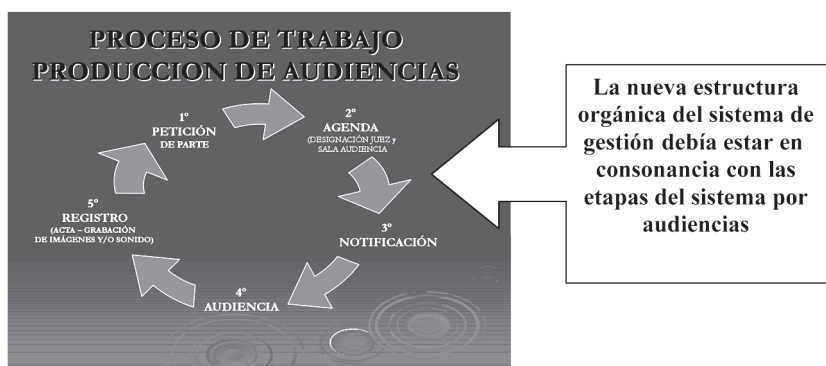 PROCESO DE TRABAJO
PRODUCCION DE AUDIENCIAS
1º
PETICIÓN
DE PARTE
2º
AGENDA
(DESIGNACIÓN JUEZ y
SALA AUDIENCIA
3º
NOTIFICACIÓN
4º
AUDIENCIA
5º
REGISTRO
(ACTA – GRABACIÓN
DE IMÁGENES Y/O SONIDO)
La nueva estructura
orgánica del sistema de
gestión debía estar en
consonancia con las
etapas del sistema por
audiencias